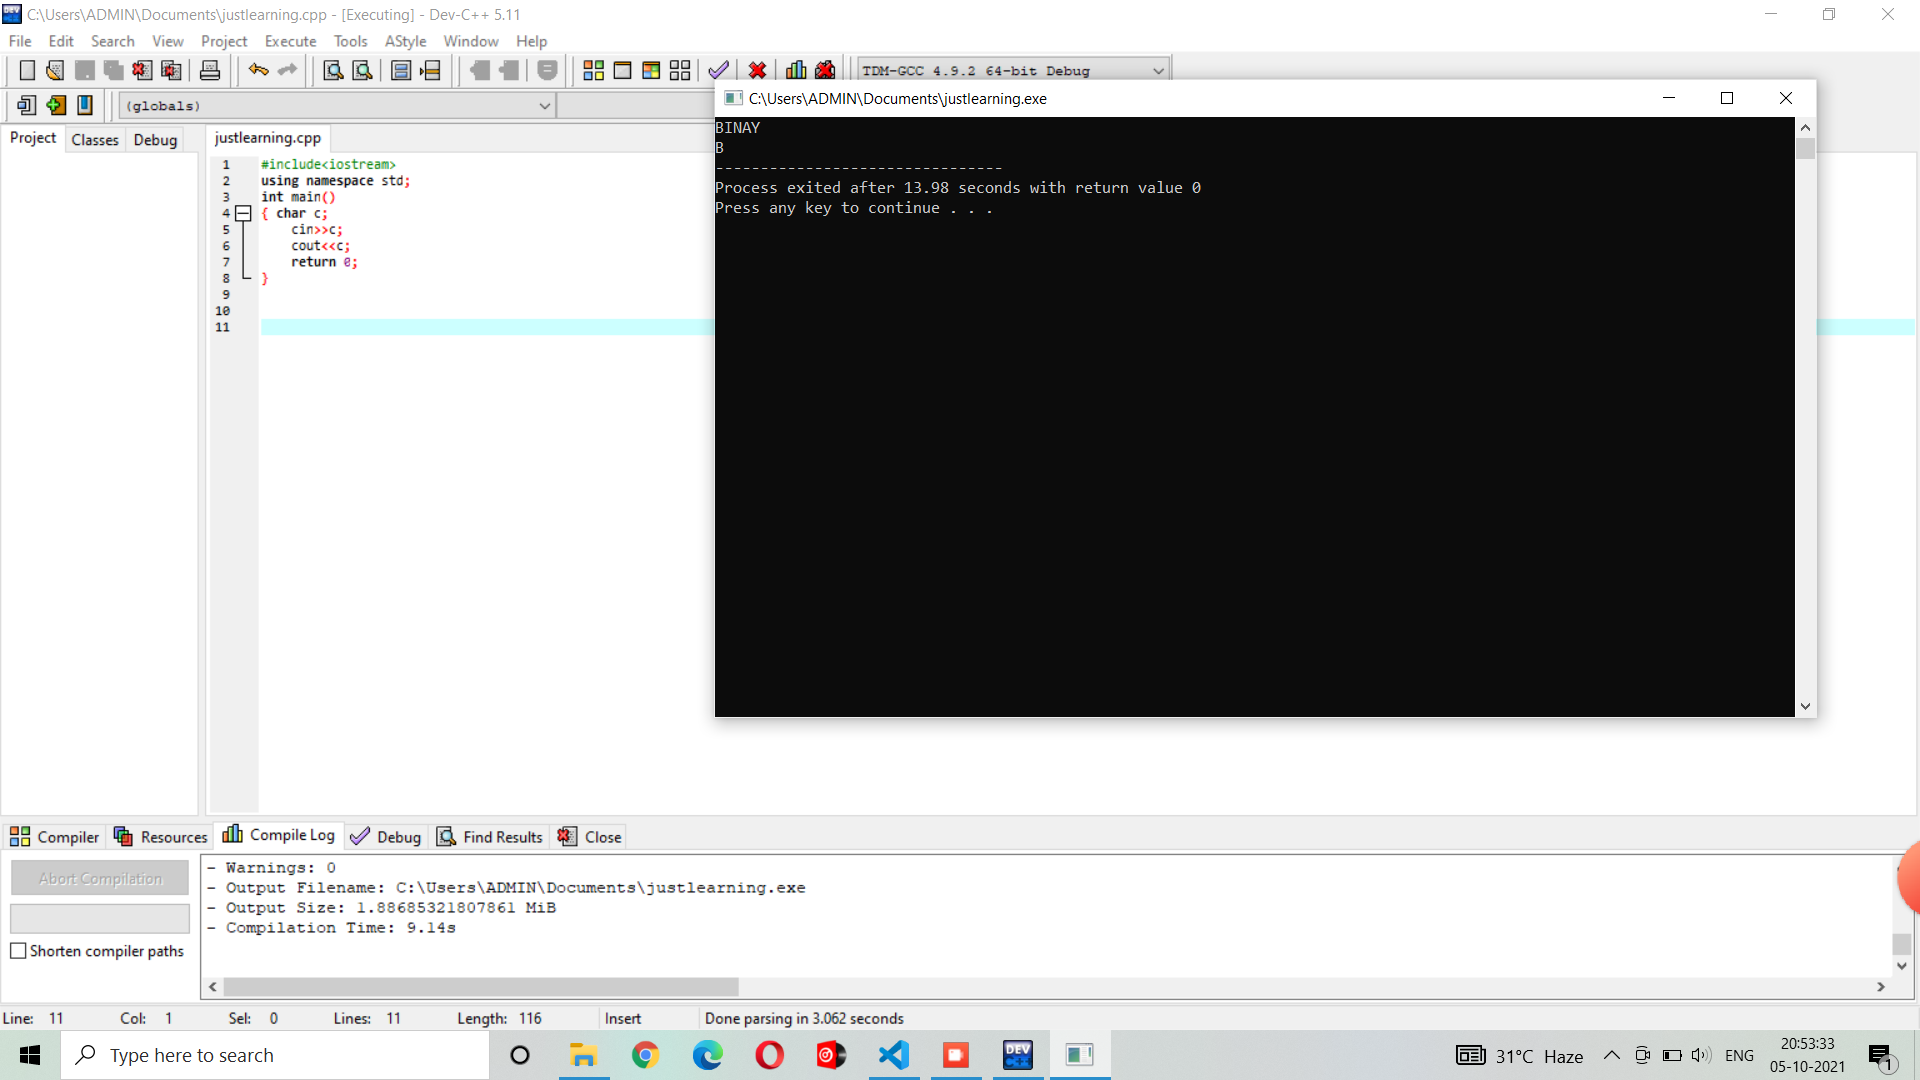 C:\Users\ADMIN\Documents\justlearning.cpp - [Executing] - Dev-C++ 5.11
File Edit Search View Project Execute Tools AStyle Window Help
TDM-GCC 4.9.2 64-bit Debug
(globals)
C:\Users\ADMIN\Documents\justlearning.exe
Project Classes Debug
justlearning.cpp
1 #include<iostream>
2 using namespace std;
3 int main()
4 { char c;
5 cin>>c;
6 cout<<c;
7 return 0;
8 }
9
10
11
BINAY
B
--------------------------------
Process exited after 13.98 seconds with return value 0
Press any key to continue . . .
Compiler Resources Compile Log Debug Find Results Close
Abort Compilation
Shorten compiler paths
- Warnings: 0
- Output Filename: C:\Users\ADMIN\Documents\justlearning.exe
- Output Size: 1.88685321807861 MiB
- Compilation Time: 9.14s
Line: 11 Col: 1 Sel: 0 Lines: 11 Length: 116 Insert Done parsing in 3.062 seconds
Type here to search
DEV
31°C Haze
ENG
20:53:33
05-10-2021
1